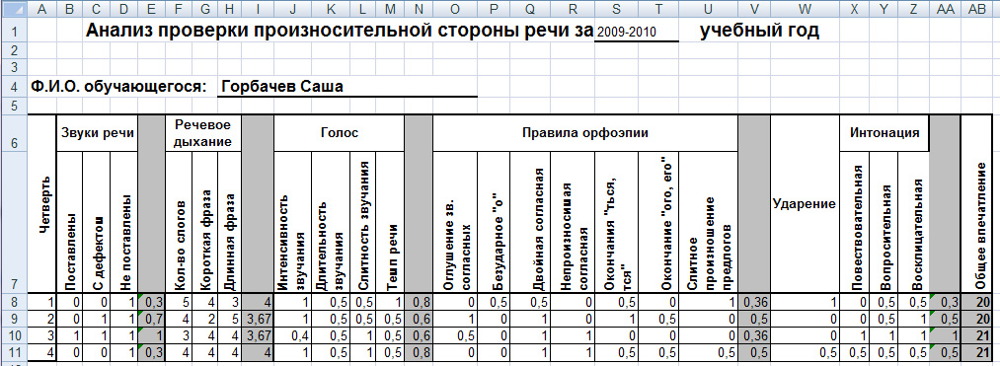 A B C D E F G H I J K L M N O P Q R S T U V W X Y Z AA AB
1 Анализ проверки произносительной стороны речи за 2009-2010 учебный год
2
3
4 Ф.И.О. обучающегося: Горбачев Саша
5
6 Звуки речи Речевое дыхание Голос Правила орфоэпии Интонация
7 Четверть
Поставлены
С дефектом
Не поставлены
Кол-во слогов
Короткая фраза
Длинная фраза
Интенсивность звучания
Длительность звучания
Слитность звучания
Темп речи
Оглушение зв. согласных
Безударное "о"
Двойная согласная
Непроизносишая согласная
Окончания "ться, тся"
Окончание "ого, его"
Слитное произношение предлогов
Ударение
Повествовательная
Вопросительная
Восклицательная
Общее впечатление
8 1 0 0 1 0,3 5 4 3 4 1 0,5 0,5 1 0,8 0 0,5 0,5 0 0,5 0 1 0,36 1 0 0,5 0,5 0,3 20
9 2 0 1 1 0,7 4 2 5 3,67 1 0,5 0,5 0,5 0,6 1 0 1 0 1 0,5 0 0,5 0 0 0,5 1 0,5 20
10 3 1 1 1 1 3 4 4 3,67 0,4 0,5 1 0,5 0,6 0,5 0 1 1 0 0 0 0,36 0 1 1 1 1 21
11 4 0 0 1 0,3 4 4 4 4 1 0,5 1 0,5 0,8 0 0 1 1 0,5 0,5 0,5 0,5 0,5 0,5 0,5 0,5 0,5 21